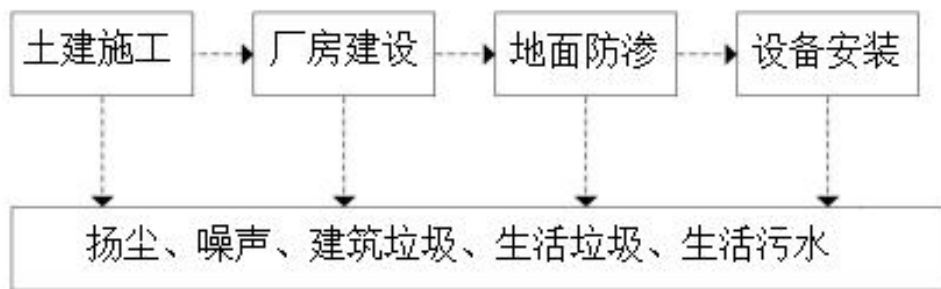 土建施工
厂房建设
地面防渗
设备安装
扬尘、噪声、建筑垃圾、生活垃圾、生活污水